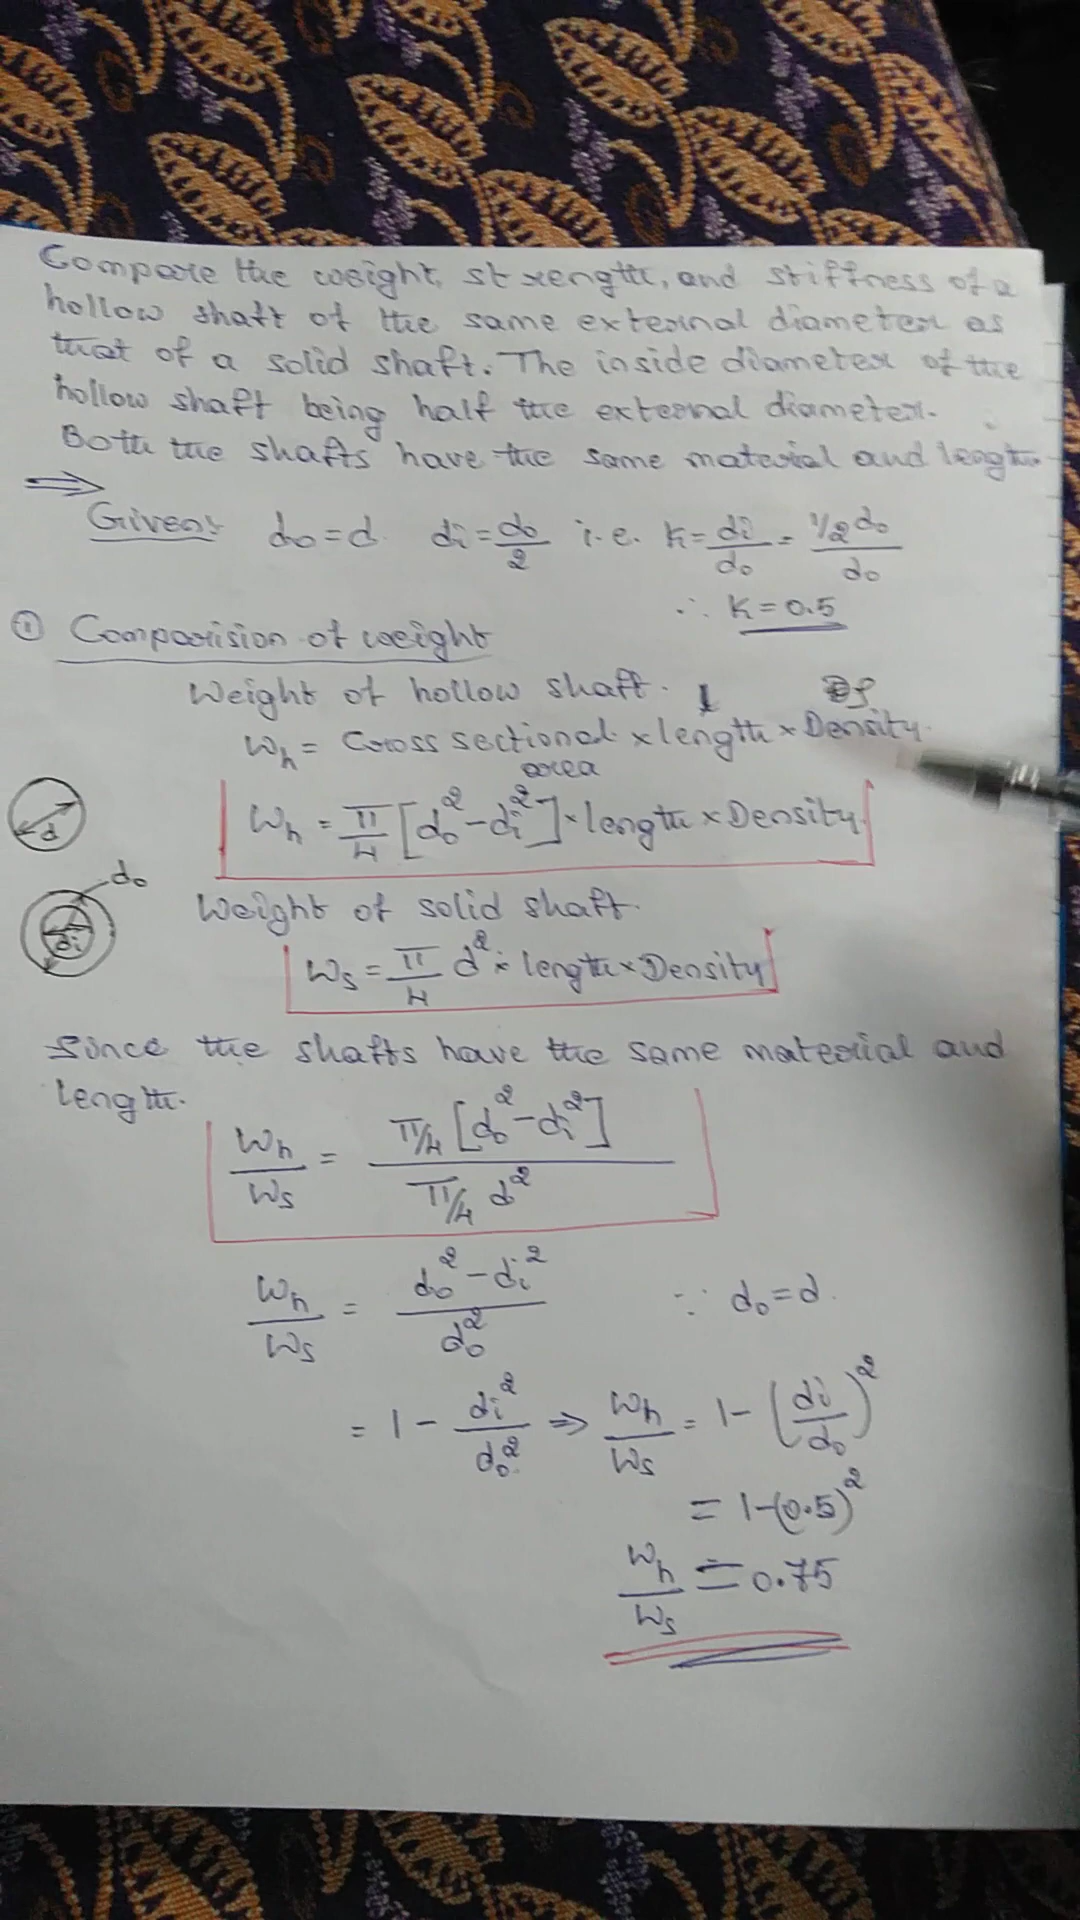 Compare the weight, strength, and stiffness of a
hollow shaft of the same external diameter as
that of a solid shaft. The inside diameter of the
hollow shaft being half the external diameter.
Both the shafts have the same material and length.
⇒
Given:- do = d di = do/2 i.e. K = di/do = 1/2 do/do
∴ K = 0.5
① Comparision of weight
Weight of hollow shaft.
Wh = Cross sectional area × length × Density.
Wh = π/4 [do² - di²] × length × Density
d
do
di
Weight of solid shaft.
Ws = π/4 d² × length × Density
Since the shafts have the same material and
length.
Wh/Ws = π/4 [do² - di²] / π/4 d²
Wh/Ws = do² - di² / do² ∵ do = d.
= 1 - di²/do² ⇒ Wh/Ws = 1 - (di/do)²
= 1 - (0.5)²
Wh/Ws = 0.75